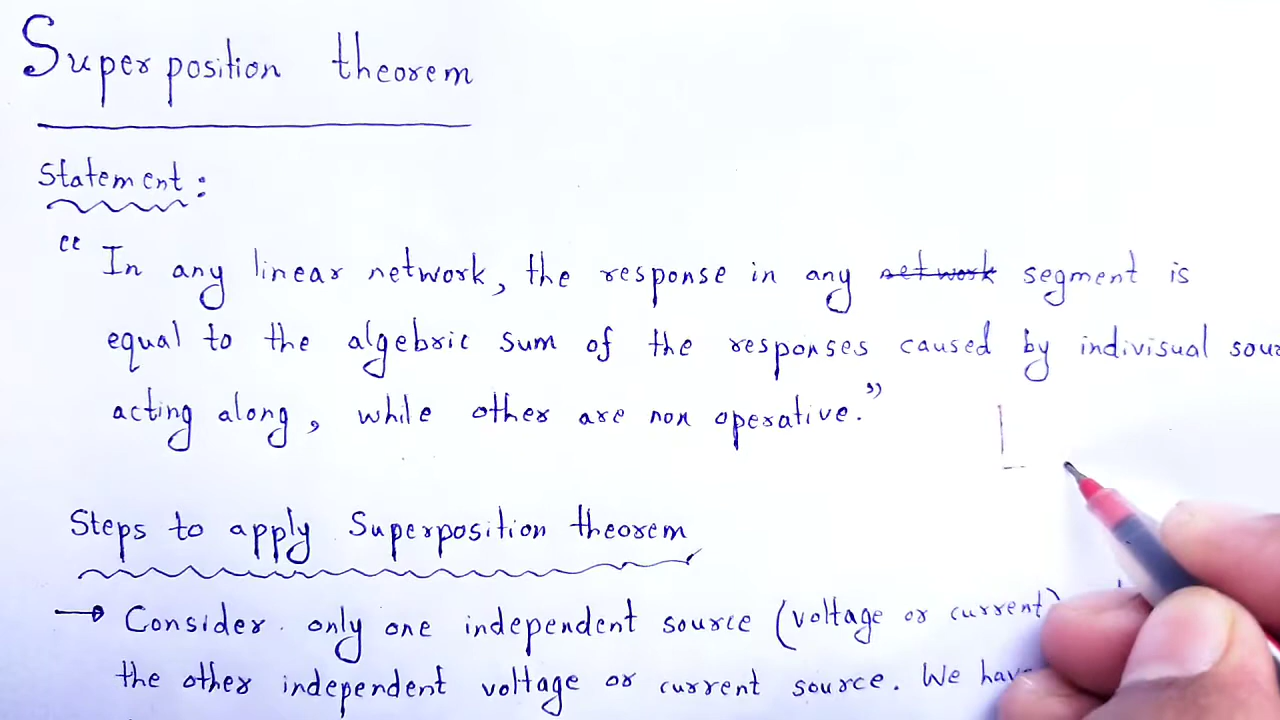 Superposition theorem
Statement:
“ In any linear network, the response in any network segment is
equal to the algebric sum of the responses caused by indivisual
acting along, while other are non operative.”
Steps to apply Superposition theorem
→ Consider only one independent source (voltage or current)
the other independent voltage or current source. We have